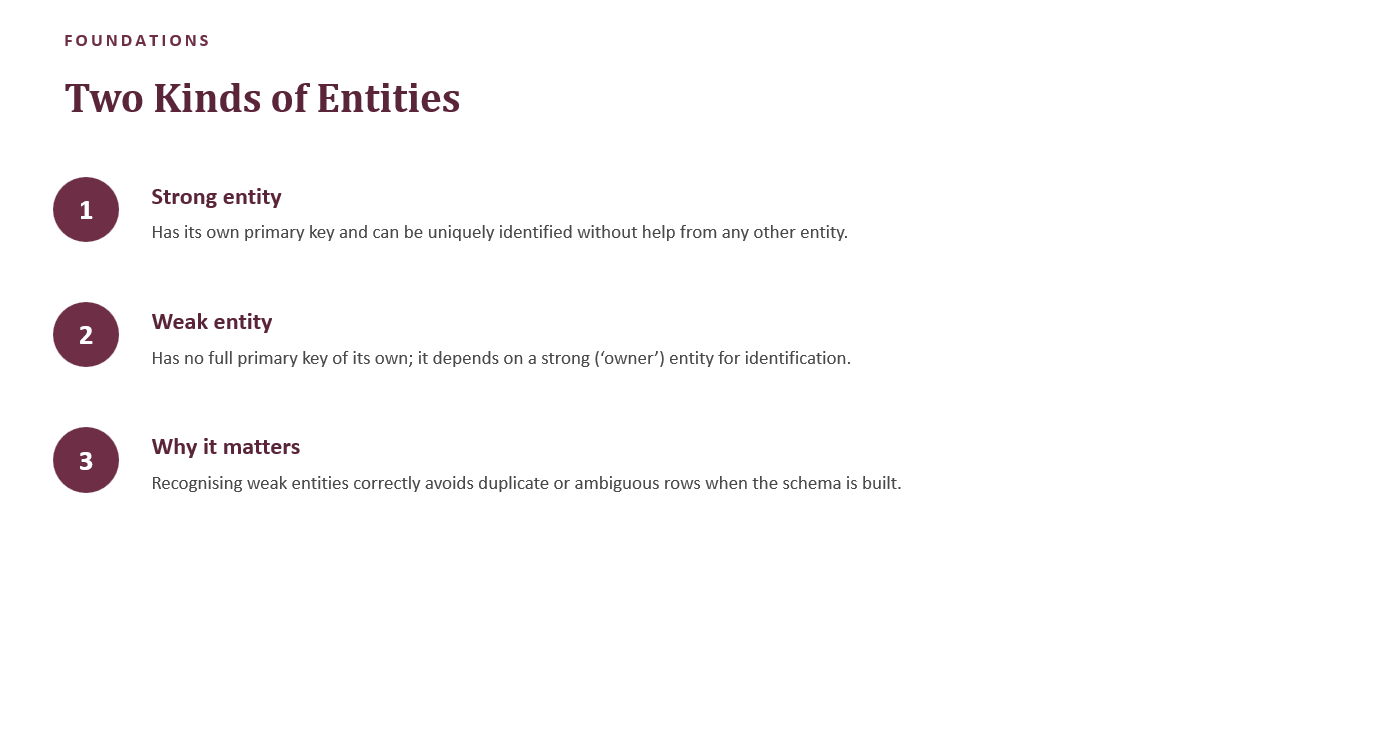 FOUNDATIONS
Two Kinds of Entities
1
Strong entity
Has its own primary key and can be uniquely identified without help from any other entity.
2
Weak entity
Has no full primary key of its own; it depends on a strong (‘owner’) entity for identification.
3
Why it matters
Recognising weak entities correctly avoids duplicate or ambiguous rows when the schema is built.